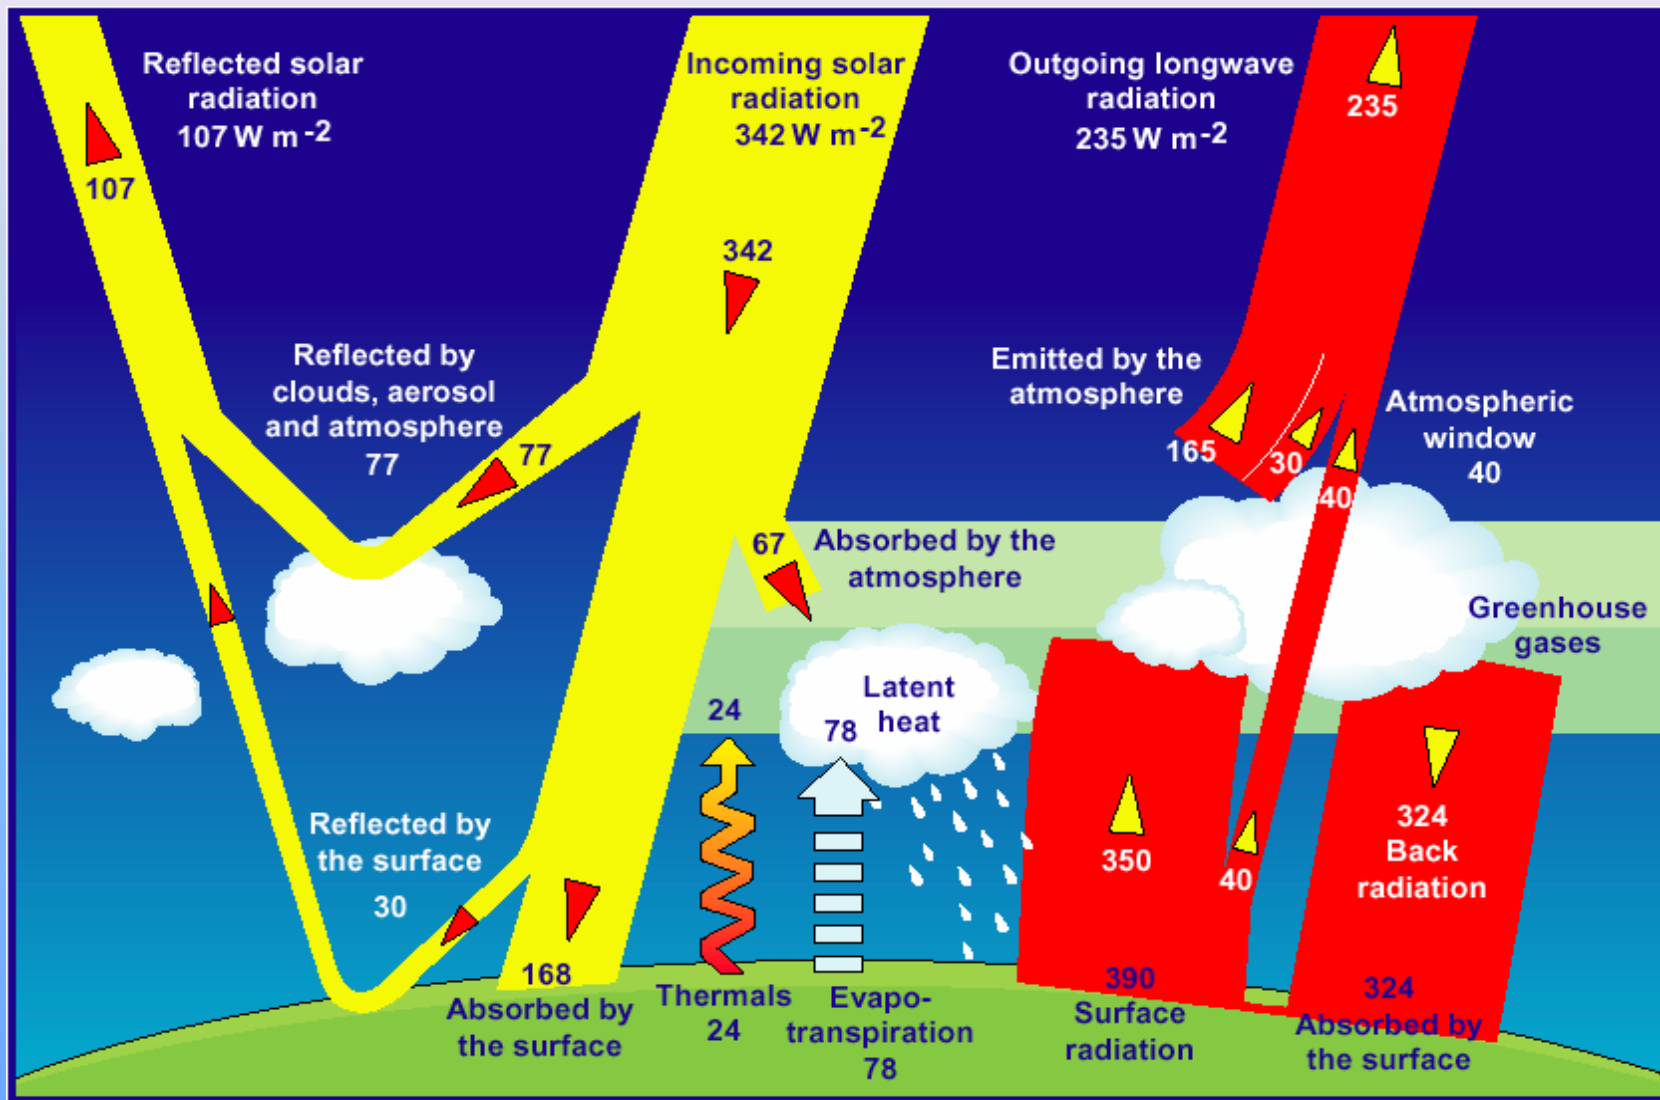 Reflected solar
radiation
107 W m-2
107
Incoming solar
radiation
342 W m-2
342
Outgoing longwave
radiation
235 W m-2
235
Reflected by
clouds, aerosol
and atmosphere
77
77
Emitted by the
atmosphere
165
30
40
Atmospheric
window
40
67
Absorbed by the
atmosphere
Greenhouse
gases
24
Latent
heat
78
Reflected by
the surface
30
350
40
324
Back
radiation
168
Absorbed by
the surface
Thermals
24
Evapo-
transpiration
78
390
Surface
radiation
324
Absorbed by
the surface